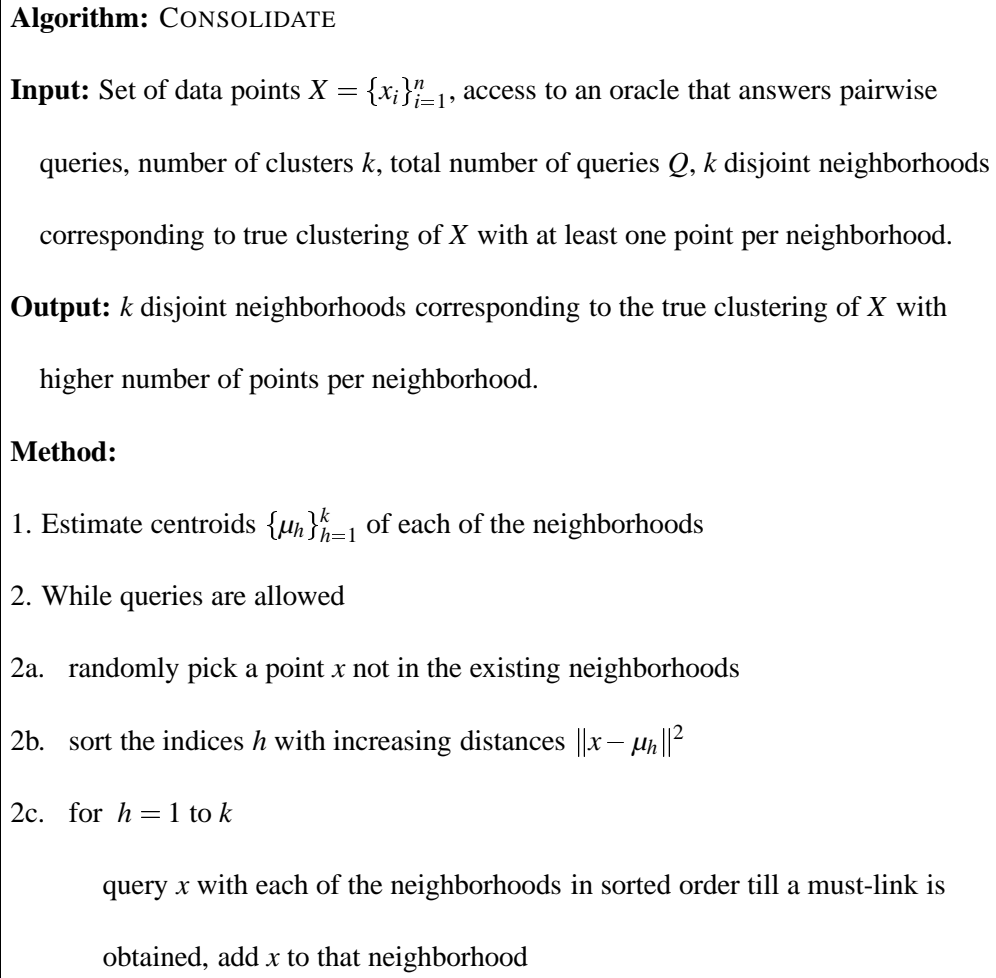 Algorithm: CONSOLIDATE
Input: Set of data points X = {x_i}_{i=1}^n, access to an oracle that answers pairwise
queries, number of clusters k, total number of queries Q, k disjoint neighborhoods
corresponding to true clustering of X with at least one point per neighborhood.
Output: k disjoint neighborhoods corresponding to the true clustering of X with
higher number of points per neighborhood.
Method:
1. Estimate centroids {μ_h}_{h=1}^k of each of the neighborhoods
2. While queries are allowed
2a. randomly pick a point x not in the existing neighborhoods
2b. sort the indices h with increasing distances ‖x − μ_h‖^2
2c. for h = 1 to k
query x with each of the neighborhoods in sorted order till a must-link is
obtained, add x to that neighborhood